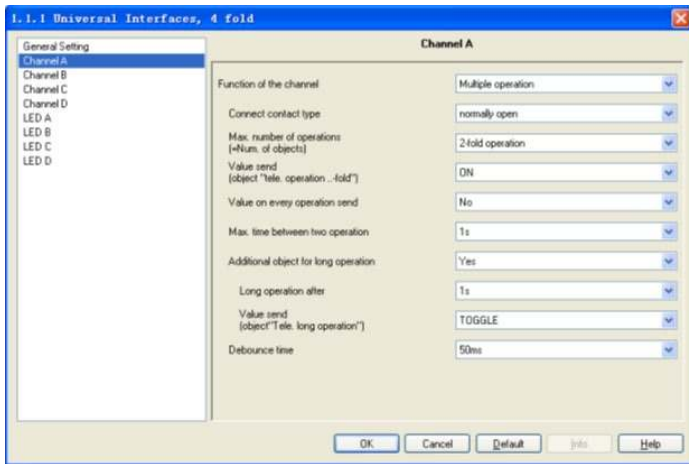 1.1.1 Universal Interfaces, 4 fold
General Setting
Channel A
Channel B
Channel C
Channel D
LED A
LED B
LED C
LED D
Channel A
Function of the channel
Multiple operation
Connect contact type
normally open
Max. number of operations
(=Num. of objects)
2-fold operation
Value send
(object "tele. operation ..-fold")
ON
Value on every operation send
No
Max. time between two operation
1s
Additional object for long operation
Yes
Long operation after
1s
Value send
(object"Tele. long operation")
TOGGLE
Debounce time
50ms
OK
Cancel
Default
Info
Help